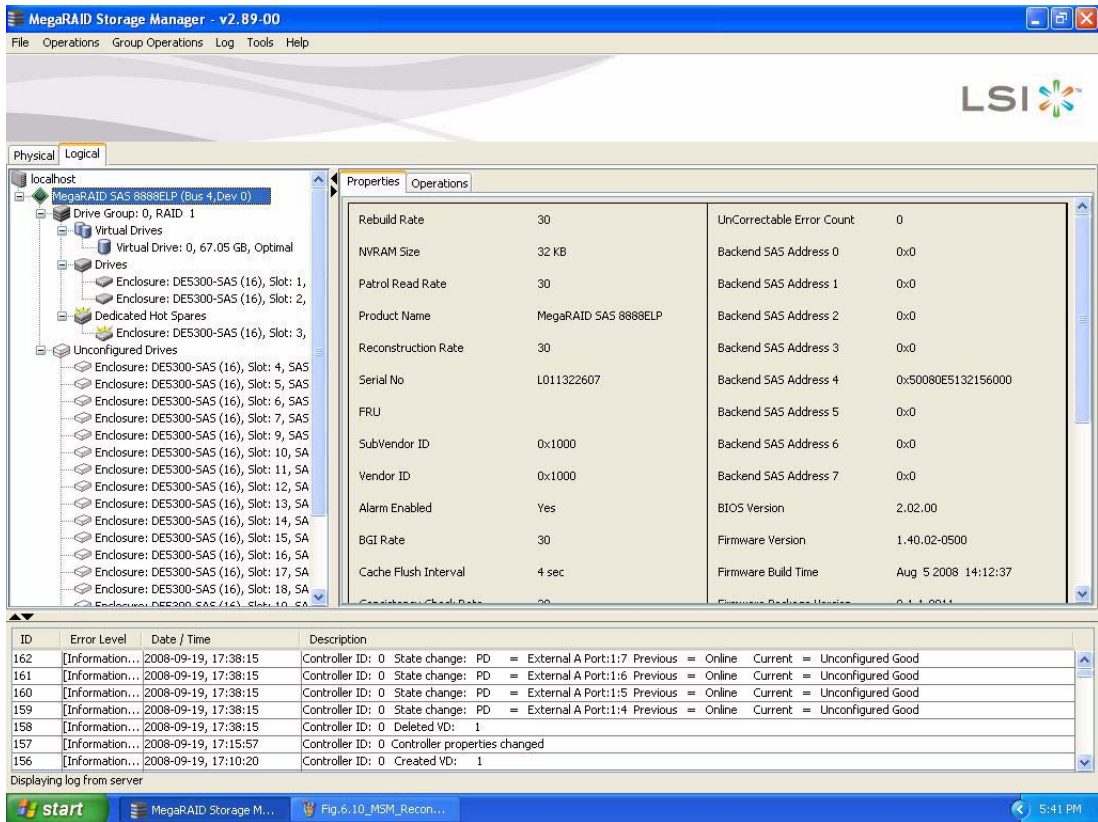 MegaRAID Storage Manager - v2.89-00
File Operations Group Operations Log Tools Help
LSI
Physical Logical
localhost
MegaRAID SAS 8888ELP (Bus 4,Dev 0)
Drive Group: 0, RAID 1
Virtual Drives
Virtual Drive: 0, 67.05 GB, Optimal
Drives
Enclosure: DE5300-SAS (16), Slot: 1,
Enclosure: DE5300-SAS (16), Slot: 2,
Dedicated Hot Spares
Enclosure: DE5300-SAS (16), Slot: 3,
Unconfigured Drives
Enclosure: DE5300-SAS (16), Slot: 4, SAS
Enclosure: DE5300-SAS (16), Slot: 5, SAS
Enclosure: DE5300-SAS (16), Slot: 6, SAS
Enclosure: DE5300-SAS (16), Slot: 7, SAS
Enclosure: DE5300-SAS (16), Slot: 9, SAS
Enclosure: DE5300-SAS (16), Slot: 10, SA
Enclosure: DE5300-SAS (16), Slot: 11, SA
Enclosure: DE5300-SAS (16), Slot: 12, SA
Enclosure: DE5300-SAS (16), Slot: 13, SA
Enclosure: DE5300-SAS (16), Slot: 14, SA
Enclosure: DE5300-SAS (16), Slot: 15, SA
Enclosure: DE5300-SAS (16), Slot: 16, SA
Enclosure: DE5300-SAS (16), Slot: 17, SA
Enclosure: DE5300-SAS (16), Slot: 18, SA
Properties Operations
Rebuild Rate 30 UnCorrectable Error Count 0
NVRAM Size 32 KB Backend SAS Address 0 0x0
Patrol Read Rate 30 Backend SAS Address 1 0x0
Product Name MegaRAID SAS 8888ELP Backend SAS Address 2 0x0
Reconstruction Rate 30 Backend SAS Address 3 0x0
Serial No L011322607 Backend SAS Address 4 0x50080E5132156000
FRU Backend SAS Address 5 0x0
SubVendor ID 0x1000 Backend SAS Address 6 0x0
Vendor ID 0x1000 Backend SAS Address 7 0x0
Alarm Enabled Yes BIOS Version 2.02.00
BGI Rate 30 Firmware Version 1.40.02-0500
Cache Flush Interval 4 sec Firmware Build Time Aug 5 2008 14:12:37
ID Error Level Date / Time Description
162 [Information... 2008-09-19, 17:38:15 Controller ID: 0 State change: PD = External A Port:1:7 Previous = Online Current = Unconfigured Good
161 [Information... 2008-09-19, 17:38:15 Controller ID: 0 State change: PD = External A Port:1:6 Previous = Online Current = Unconfigured Good
160 [Information... 2008-09-19, 17:38:15 Controller ID: 0 State change: PD = External A Port:1:5 Previous = Online Current = Unconfigured Good
159 [Information... 2008-09-19, 17:38:15 Controller ID: 0 State change: PD = External A Port:1:4 Previous = Online Current = Unconfigured Good
158 [Information... 2008-09-19, 17:38:15 Controller ID: 0 Deleted VD: 1
157 [Information... 2008-09-19, 17:15:57 Controller ID: 0 Controller properties changed
156 [Information... 2008-09-19, 17:10:20 Controller ID: 0 Created VD: 1
Displaying log from server
start MegaRAID Storage M... Fig.6.10_MSM_Recon... 5:41 PM